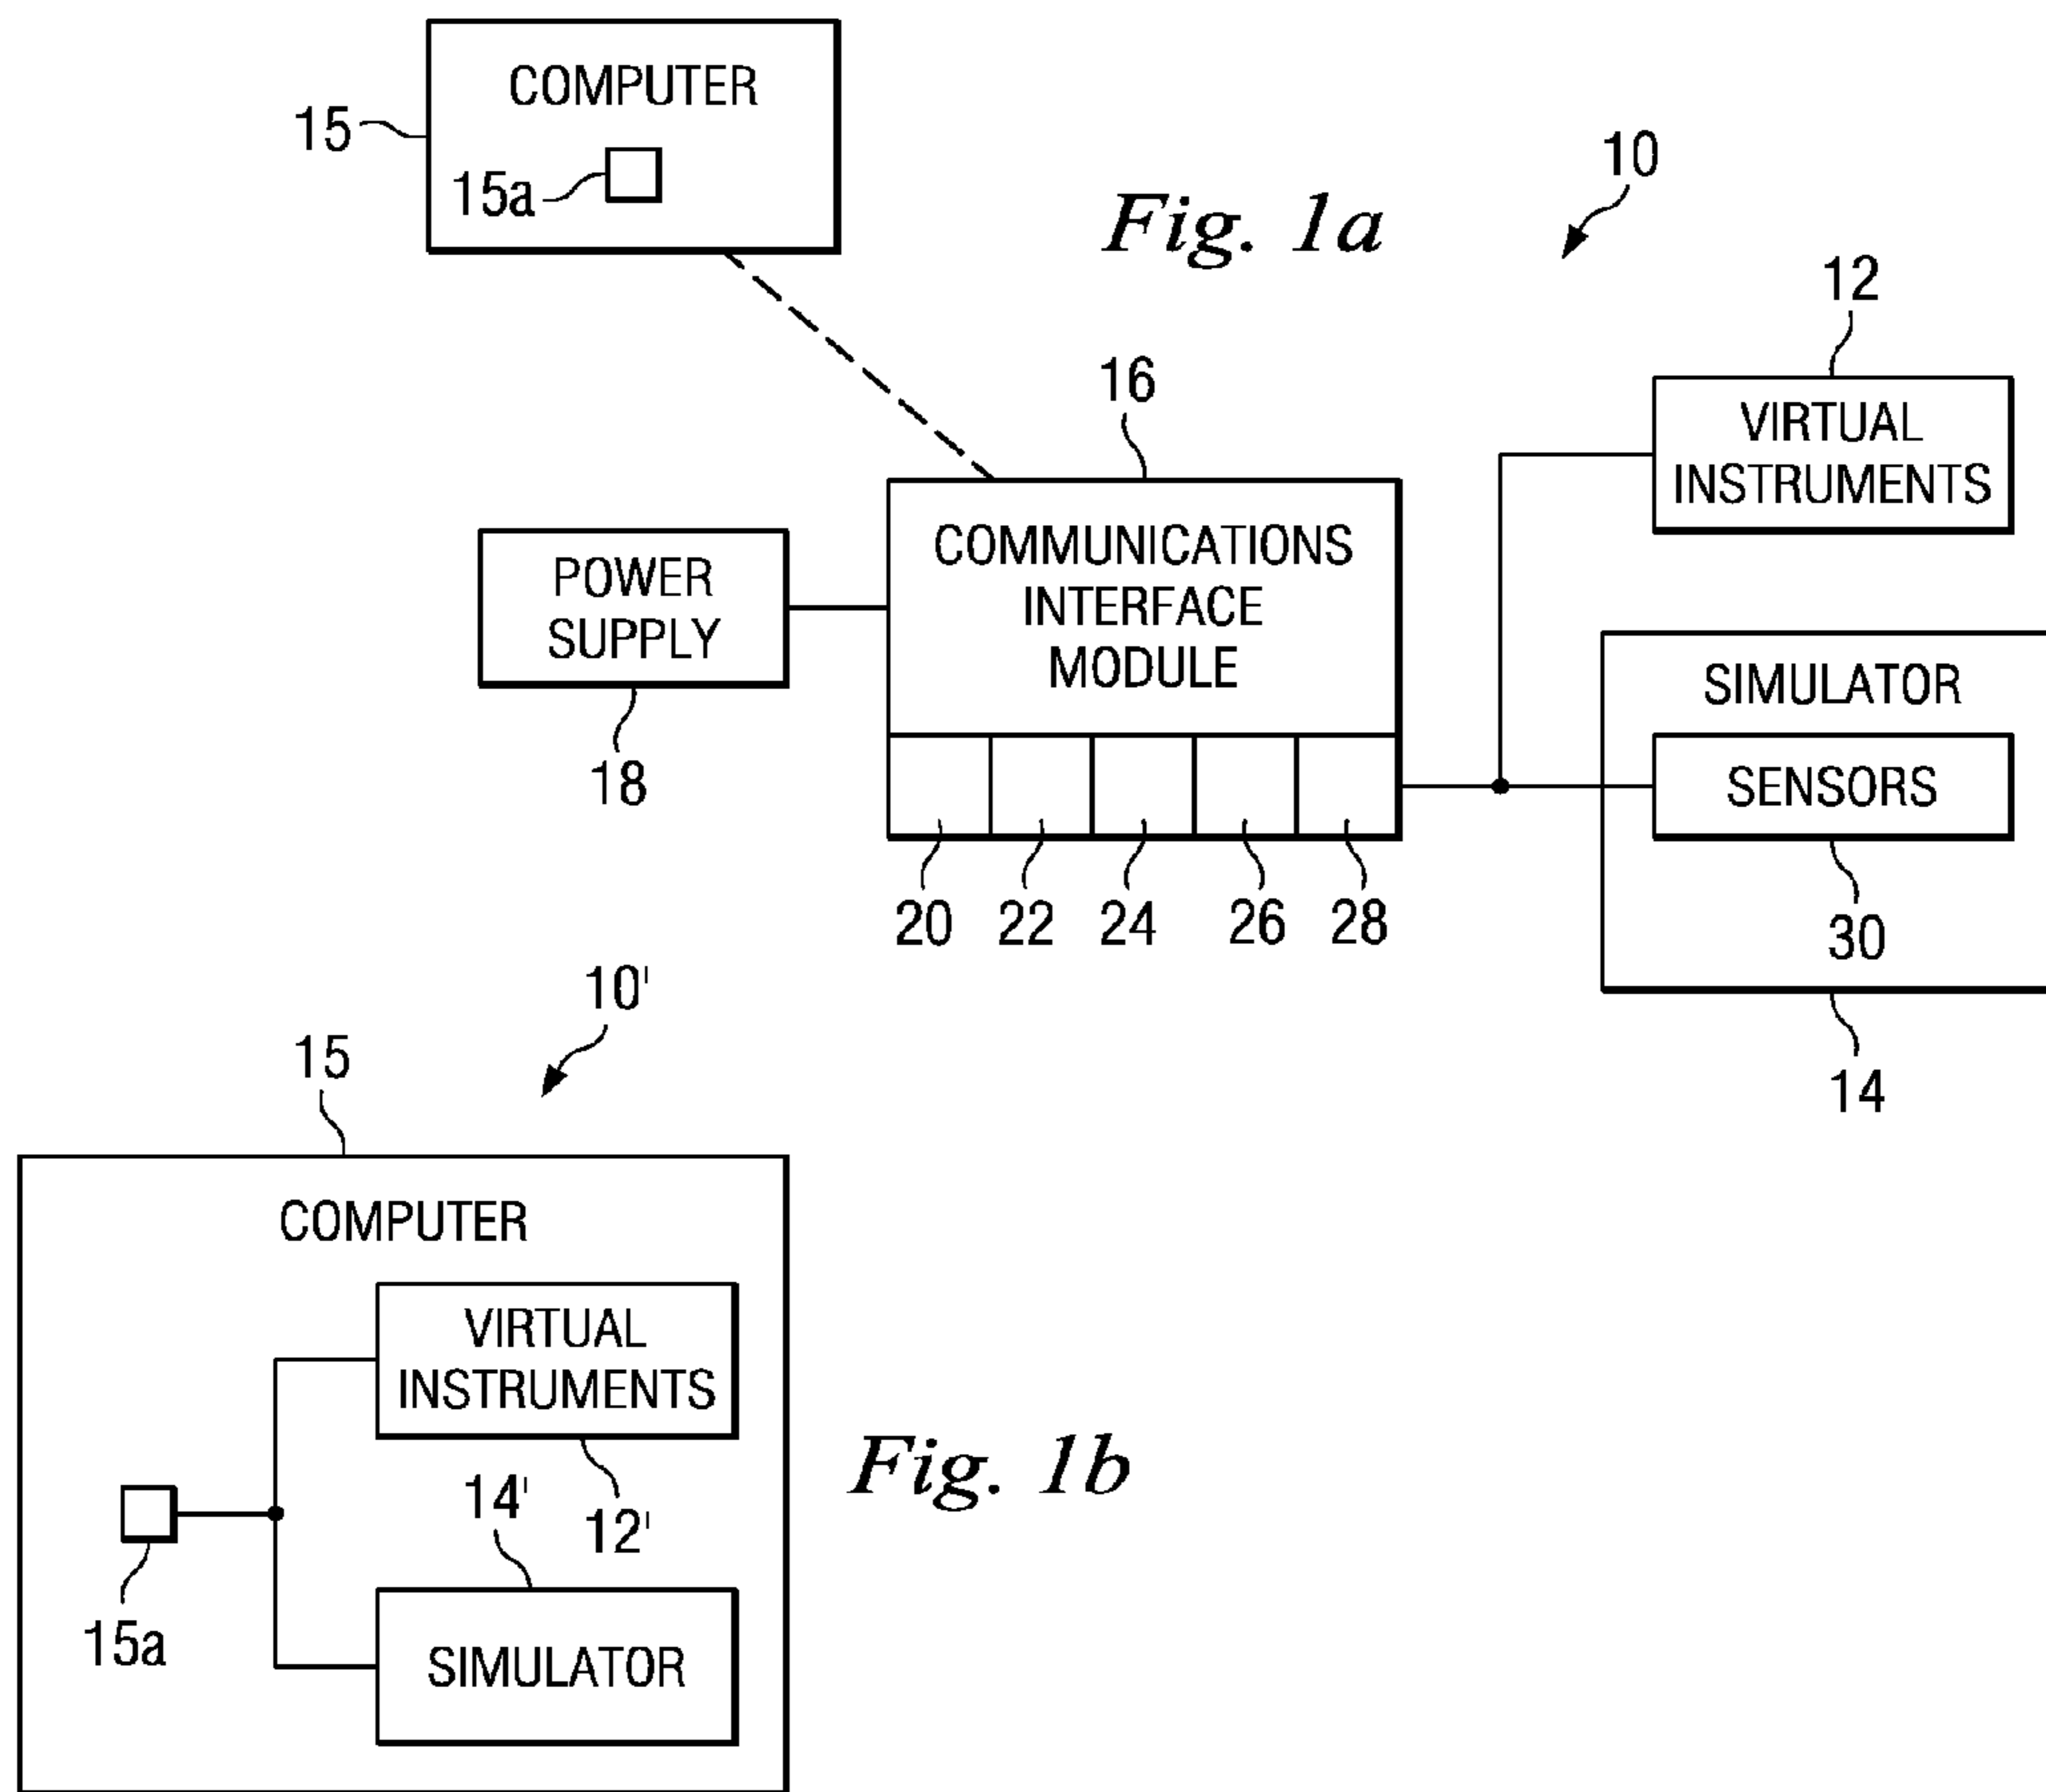 COMPUTER
15
15a
Fig. 1a
10
12
VIRTUAL
INSTRUMENTS
16
COMMUNICATIONS
INTERFACE
MODULE
POWER
SUPPLY
18
SIMULATOR
SENSORS
30
14
20 22 24 26 28
10'
15
COMPUTER
VIRTUAL
INSTRUMENTS
12'
Fig. 1b
14'
15a
SIMULATOR